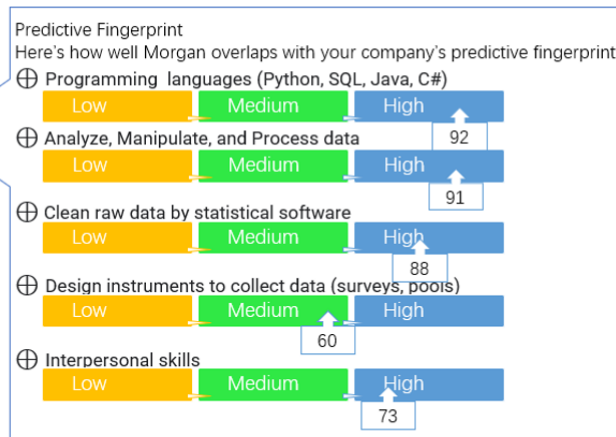 Predictive Fingerprint
Here's how well Morgan overlaps with your company's predictive fingerprint
Programming languages (Python, SQL, Java, C#)
Low Medium High
92
Analyze, Manipulate, and Process data
Low Medium High
91
Clean raw data by statistical software
Low Medium High
88
Design instruments to collect data (surveys, pools)
Low Medium High
60
Interpersonal skills
Low Medium High
73